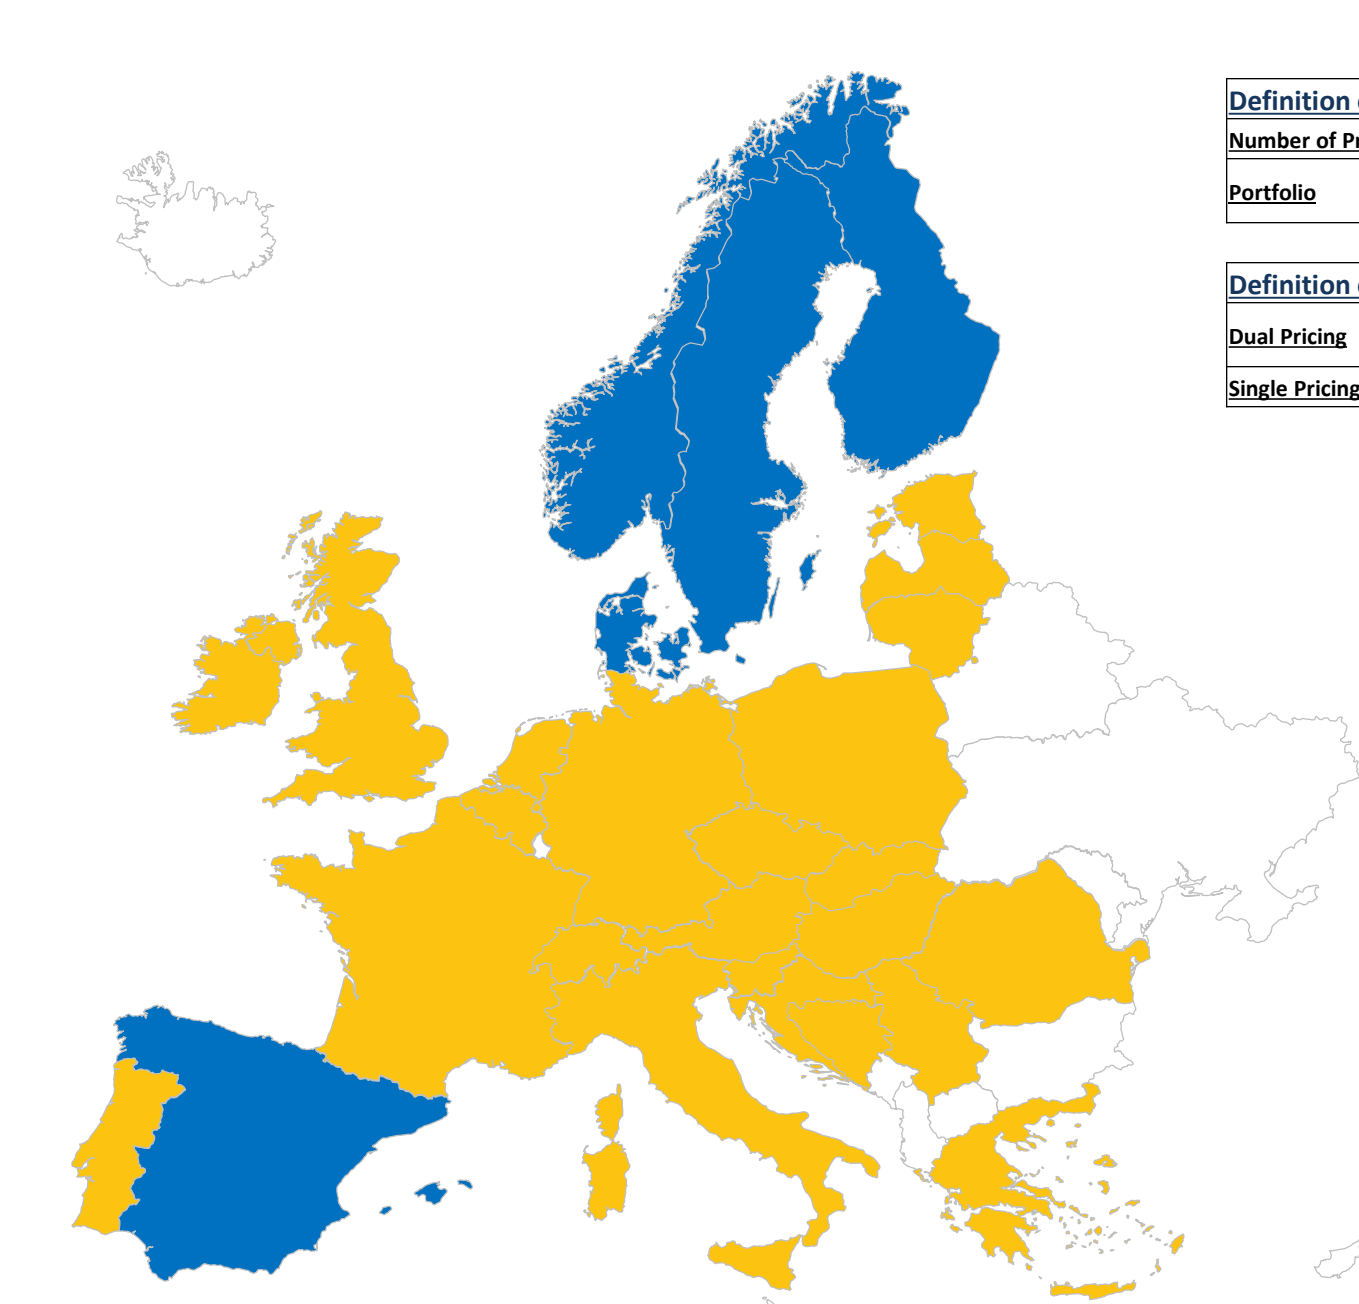 Definition
Number of
Portfolio
Definition
Dual Pricing
Single Pricing